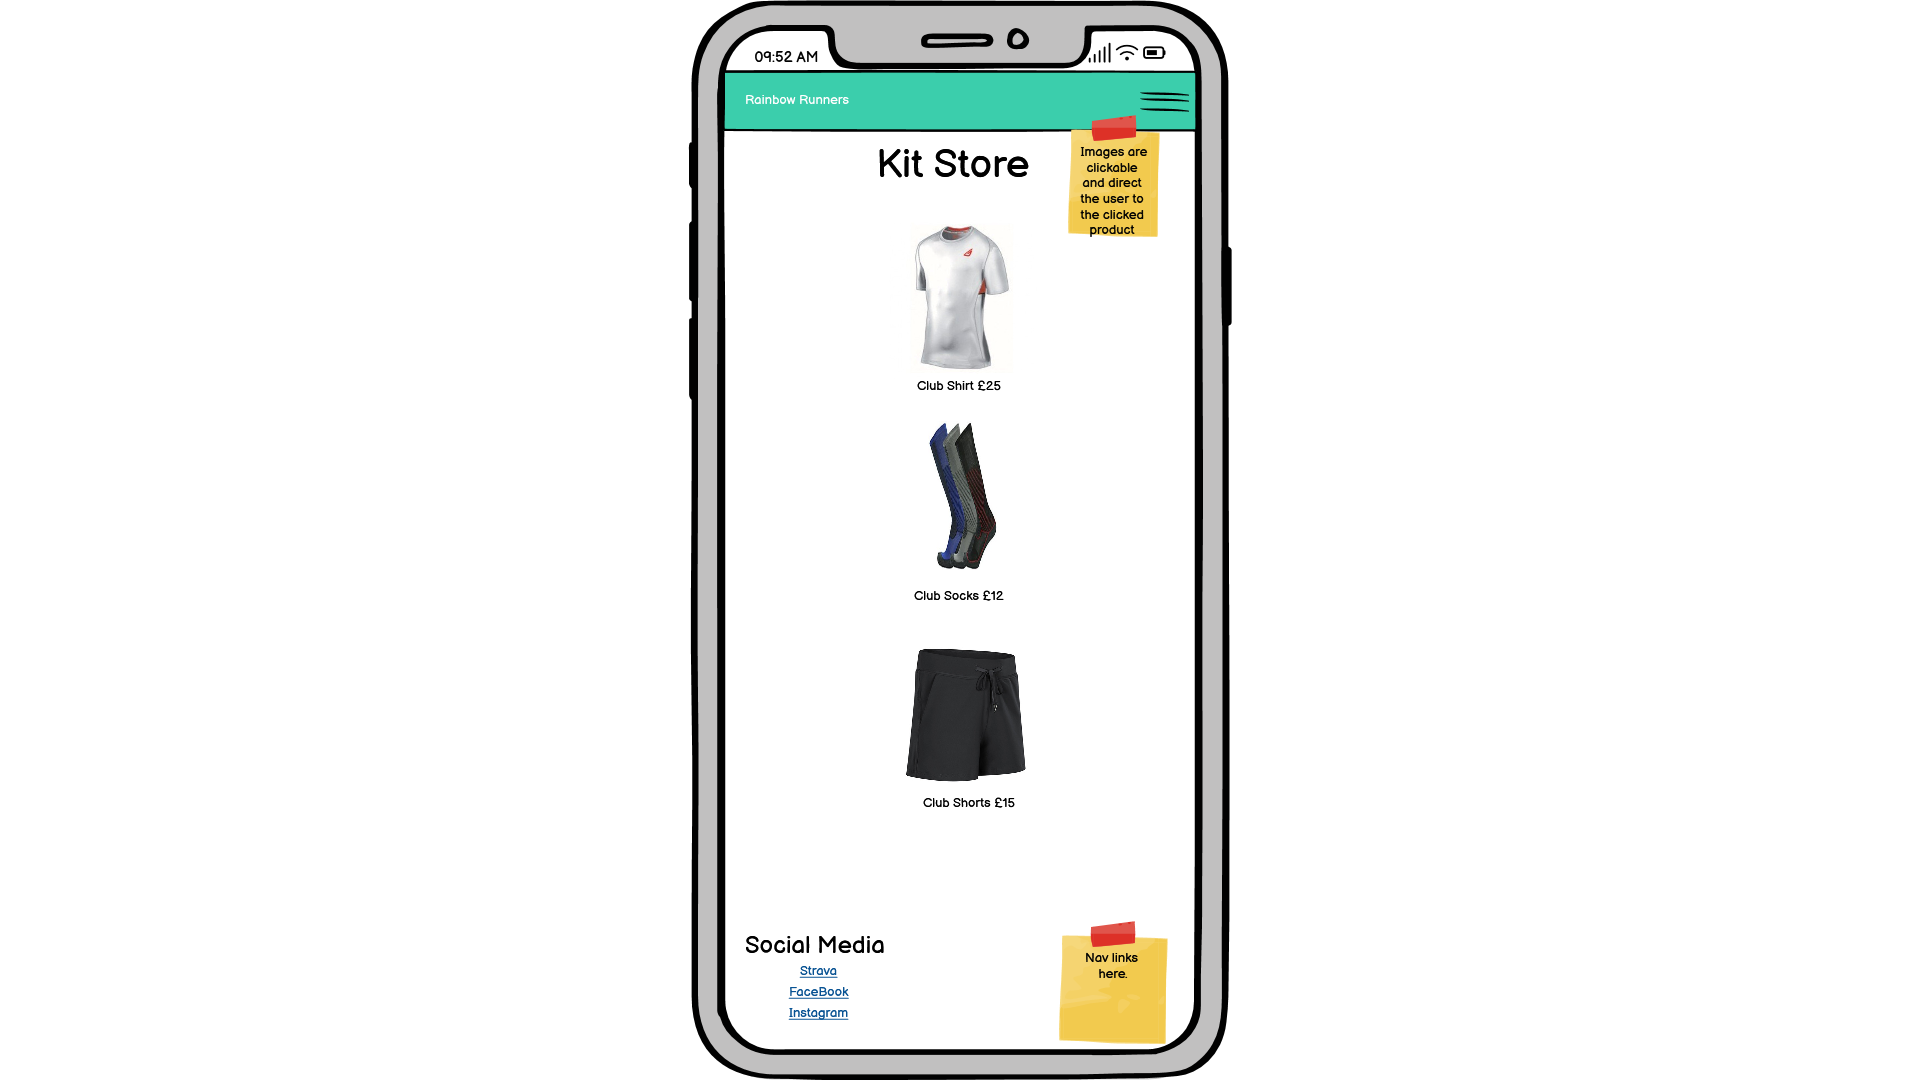 09:52 AM
Rainbow Runners
Kit Store
Images are
clickable
and direct
the user to
the clicked
product
Club Shirt £25
Club Socks £12
Club Shorts £15
Social Media
Strava
FaceBook
Instagram
Nav links
here.